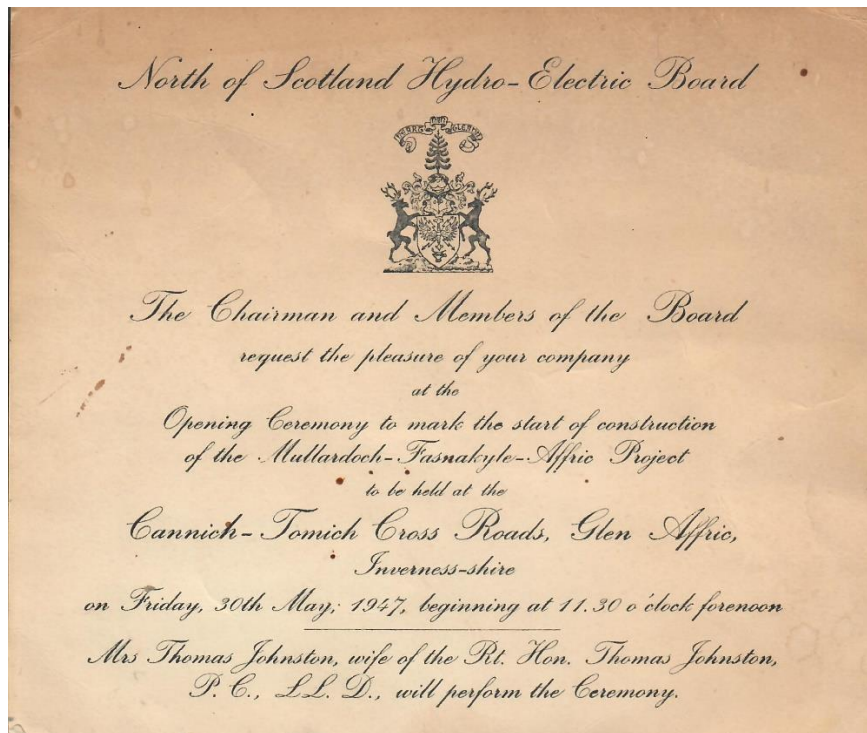 North of Scotland Hydro-Electric Board
The Chairman and Members of the Board
request the pleasure of your company
at the
Opening Ceremony to mark the start of construction
of the Mullardoch-Fasnakyle-Affric Project
to be held at the
Cannich-Tomich Cross Roads, Glen Affric,
Inverness-shire
on Friday, 30th May, 1947, beginning at 11.30 o'clock forenoon
Mrs Thomas Johnston, wife of the Rt. Hon. Thomas Johnston,
P. C., LL. D., will perform the Ceremony.